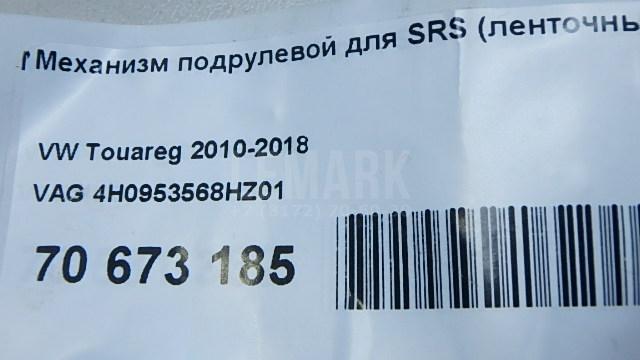 Механизм подрулевой для SRS (ленточны
VW Touareg 2010-2018
VAG 4H0953568HZ01
70 673 185